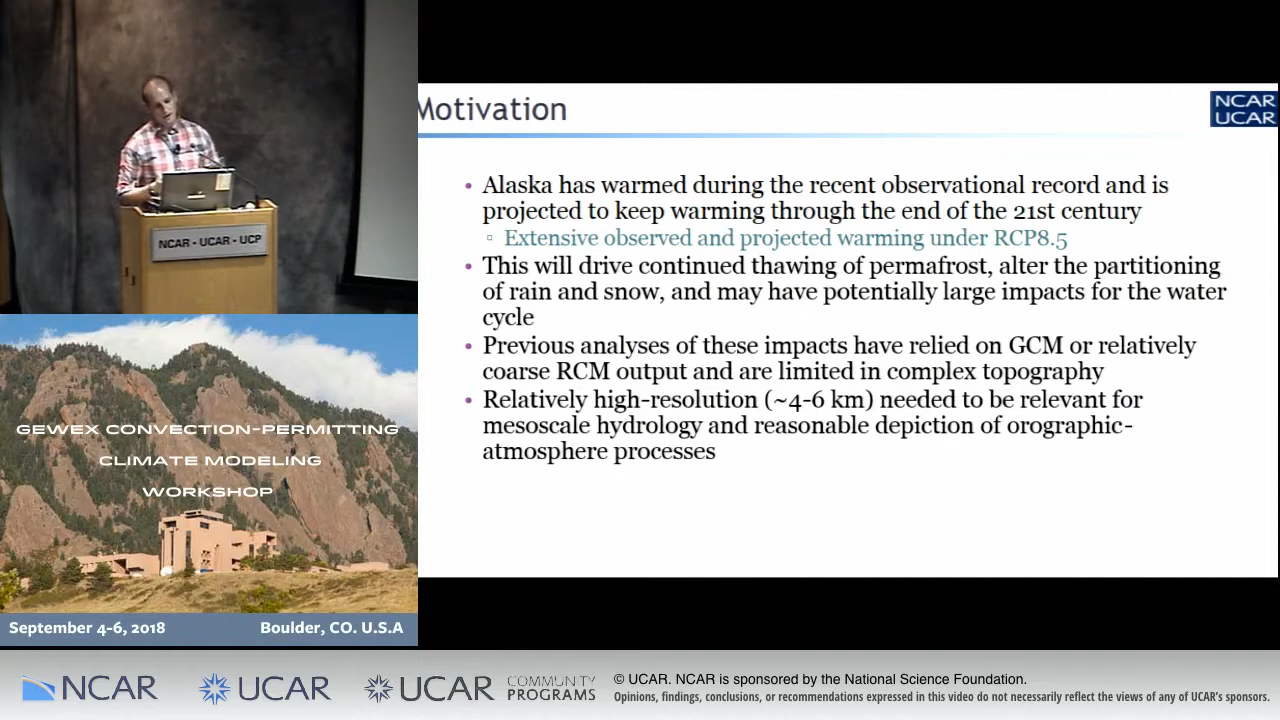 NCAR - UCAR - UCP
GEWEX CONVECTION-PERMITTING
CLIMATE MODELING
WORKSHOP
September 4-6, 2018 Boulder, CO. U.S.A
Motivation
NCAR
UCAR
• Alaska has warmed during the recent observational record and is
projected to keep warming through the end of the 21st century
▫ Extensive observed and projected warming under RCP8.5
• This will drive continued thawing of permafrost, alter the partitioning
of rain and snow, and may have potentially large impacts for the water
cycle
• Previous analyses of these impacts have relied on GCM or relatively
coarse RCM output and are limited in complex topography
• Relatively high-resolution (~4-6 km) needed to be relevant for
mesoscale hydrology and reasonable depiction of orographic-
atmosphere processes
NCAR UCAR UCAR COMMUNITY
PROGRAMS
© UCAR. NCAR is sponsored by the National Science Foundation.
Opinions, findings, conclusions, or recommendations expressed in this video do not necessarily reflect the views of any of UCAR's sponsors.